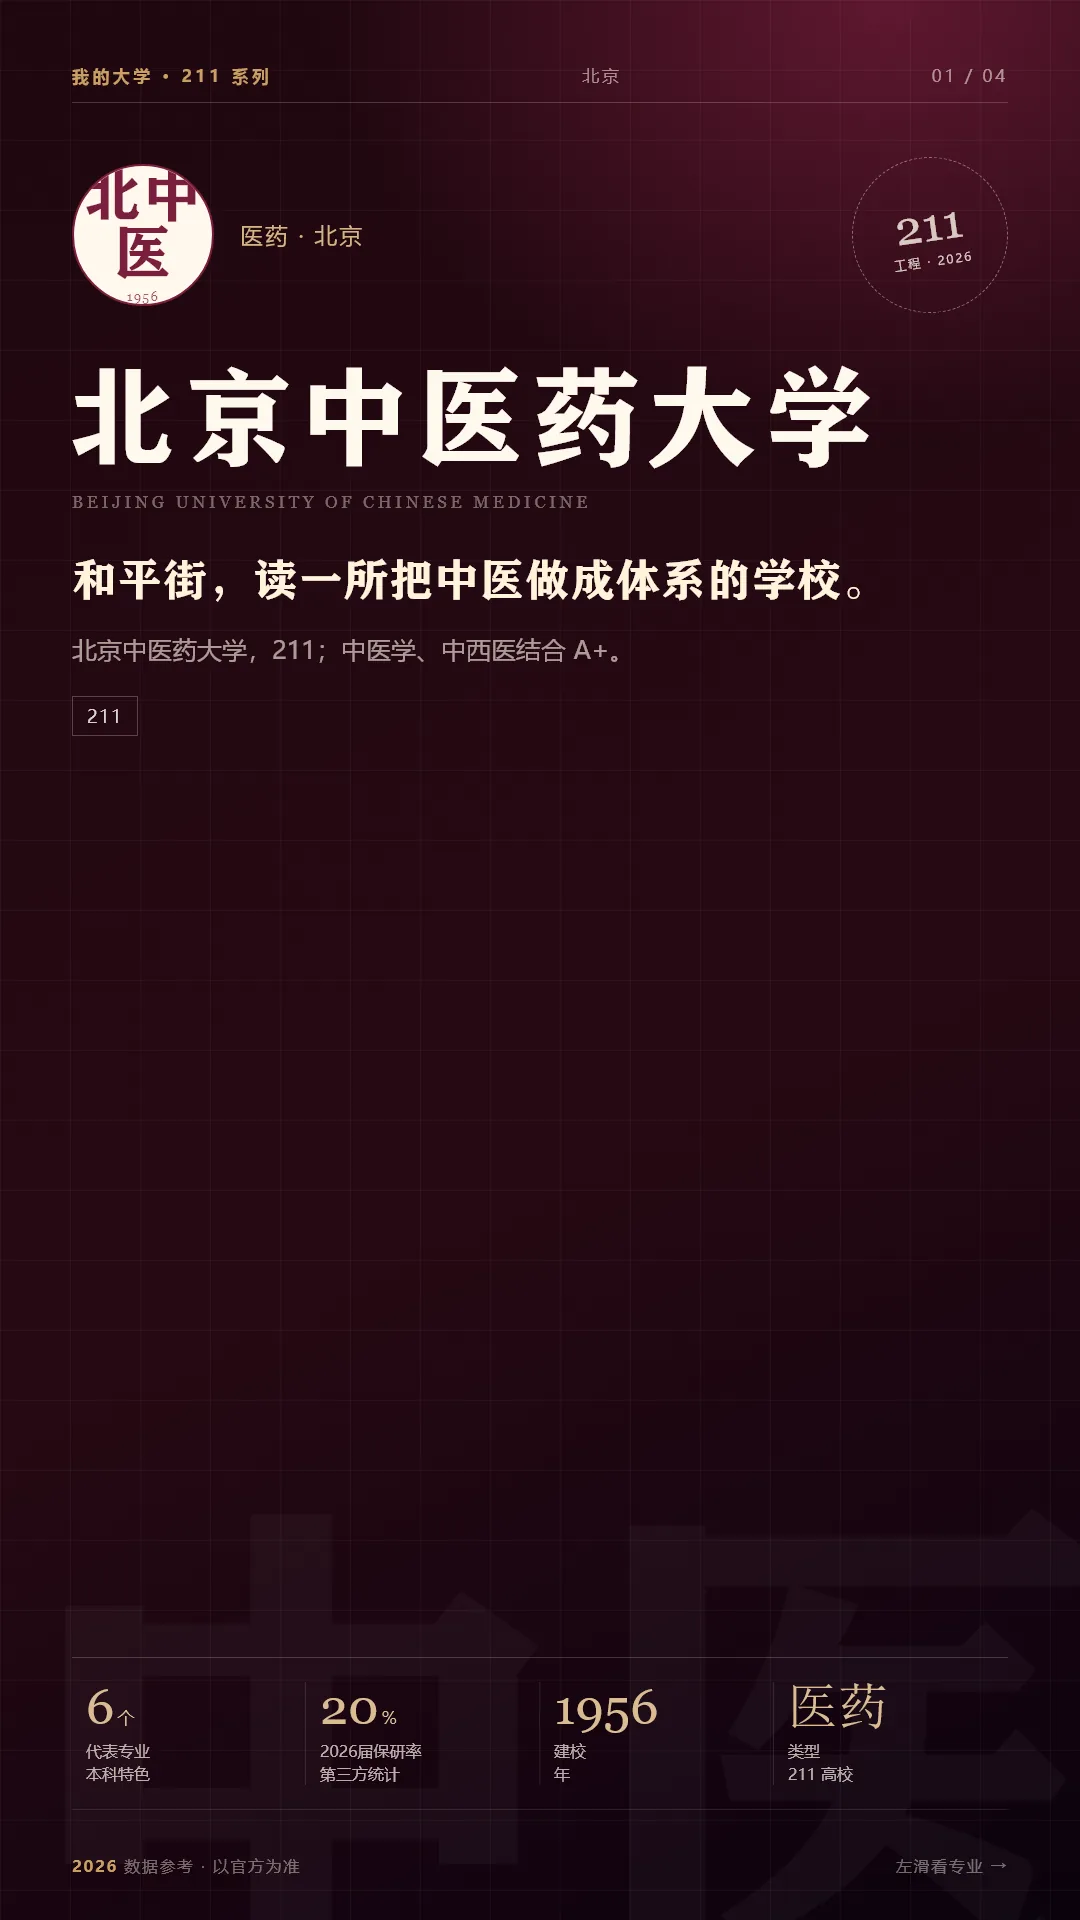 我的大学 · 211 系列
北京
01 / 04
北中
医
1956
医药 · 北京
211
工程 · 2026
北京中医药大学
BEIJING UNIVERSITY OF CHINESE MEDICINE
和平街，读一所把中医做成体系的学校。
北京中医药大学，211；中医学、中西医结合 A+。
211
中医
6个
代表专业
本科特色
20%
2026届保研率
第三方统计
1956
建校
年
医药
类型
211 高校
2026 数据参考 · 以官方为准
左滑看专业 →